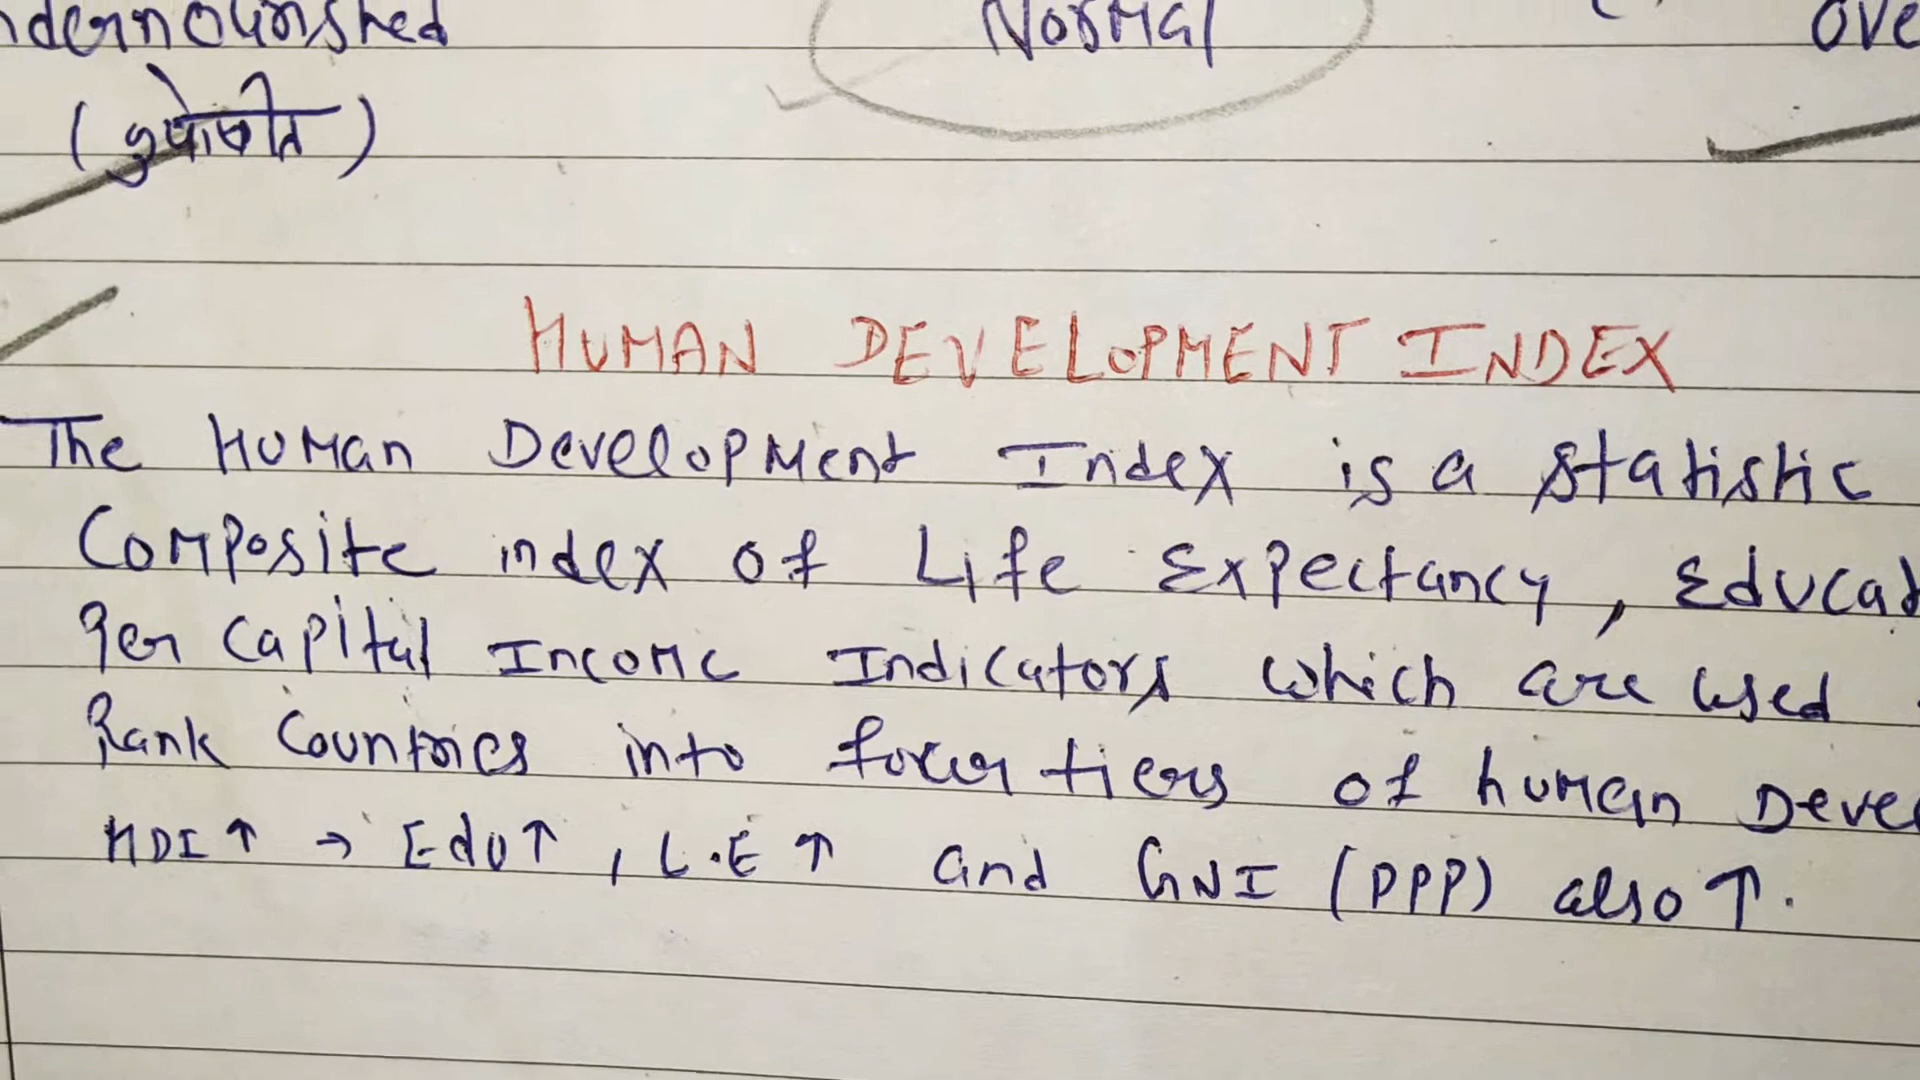 ndernourished Normal ove
(कुपोषीत)
HUMAN DEVELOPMENT INDEX
The Human Development Index is a statistic
Composite index of Life Expectancy, Educat
Per Capital Income Indicators which are used
Rank Countries into four tiers of human Deve
HDI↑ → Edu↑, L.E↑ and GNI (PPP) also ↑.